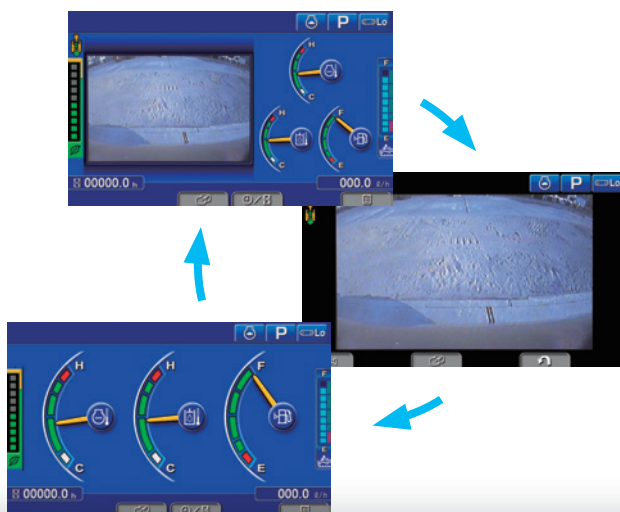 P Lo
H
H F
F
C
C E
E
00000.0 h
000.0 ℓ/h
P Lo
F
E
P Lo
H H F
F
C C E
E
00000.0 h
000.0 ℓ/h